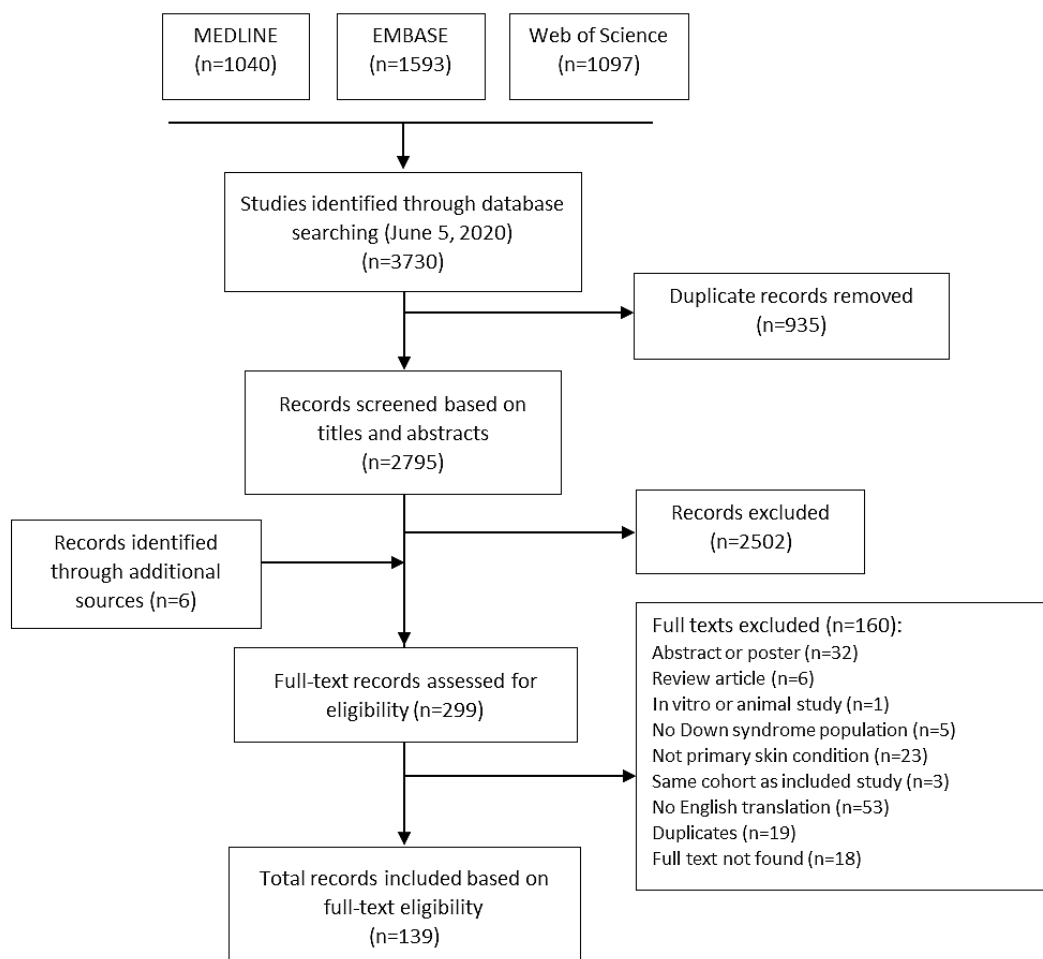 MEDLINE
(n=1040)
EMBASE
(n=1593)
Web of Science
(n=1097)
Studies identified through database
searching (June 5, 2020)
(n=3730)
Duplicate records removed
(n=935)
Records screened based on
titles and abstracts
(n=2795)
Records excluded
(n=2502)
Records identified
through additional
sources (n=6)
Full-text records assessed for
eligibility (n=299)
Full texts excluded (n=160):
Abstract or poster (n=32)
Review article (n=6)
In vitro or animal study (n=1)
No Down syndrome population (n=5)
Not primary skin condition (n=23)
Same cohort as included study (n=3)
No English translation (n=53)
Duplicates (n=19)
Full text not found (n=18)
Total records included based on
full-text eligibility
(n=139)